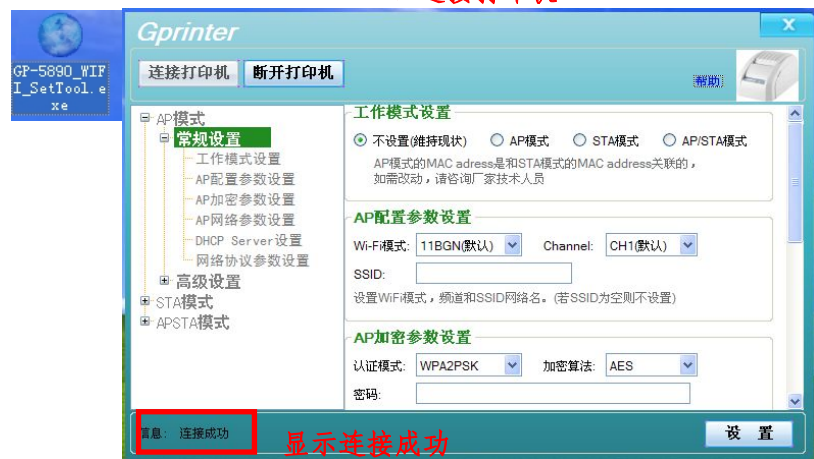 Gprinter
X
GP-5890_WIF
I_SetTool.e
xe
连接打印机 断开打印机
帮助
AP模式
常规设置
工作模式设置
AP配置参数设置
AP加密参数设置
AP网络参数设置
DHCP Server设置
网络协议参数设置
高级设置
STA模式
APSTA模式
工作模式设置
不设置(维持现状) AP模式 STA模式 AP/STA模式
AP模式的MAC adress是和STA模式的MAC address关联的，
如需改动，请咨询厂家技术人员
AP配置参数设置
Wi-Fi模式: 11BGN(默认) Channel: CH1(默认)
SSID:
设置WiFi模式，频道和SSID网络名。(若SSID为空则不设置)
AP加密参数设置
认证模式: WPA2PSK 加密算法: AES
密码:
信息: 连接成功
显示连接成功
设 置